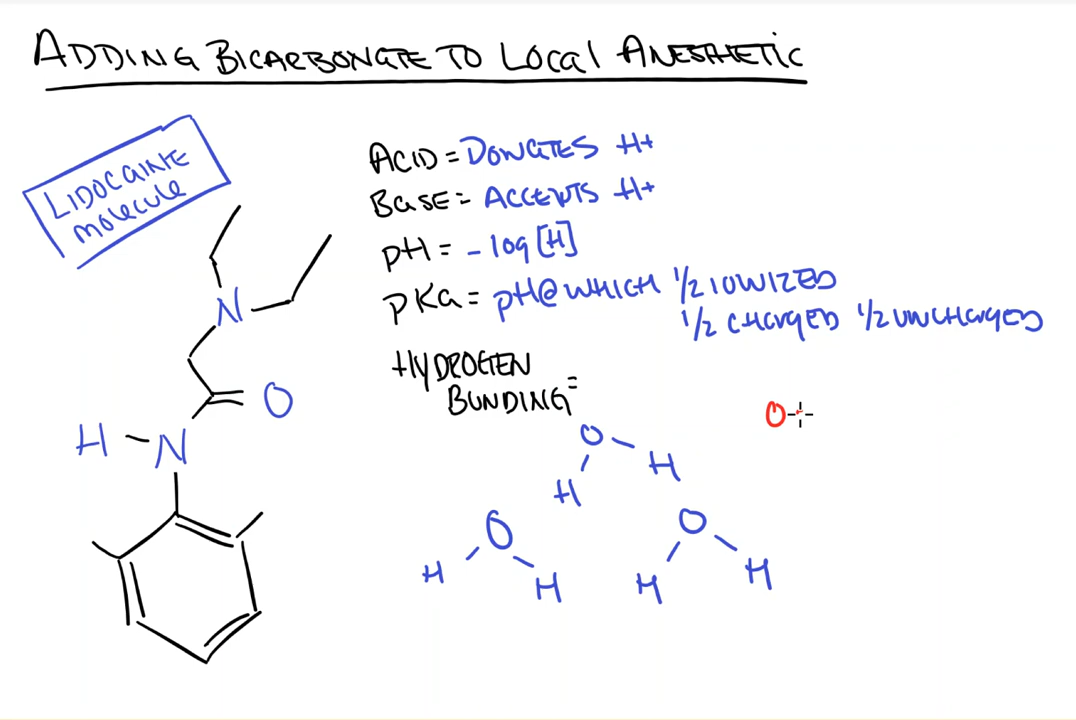 ADDING BICARBONATE TO LOCAL ANESTHETIC
LIDOCAINE
MOLECULE
ACID = DONATES H+
BASE = ACCEPTS H+
pH = - log [H]
pKa = pH @ WHICH 1/2 IONIZED
1/2 CHARGED 1/2 UNCHARGED
HYDROGEN
BONDING =
N
O
H - N
O - H
H
O
H
H
O
H
H
O-